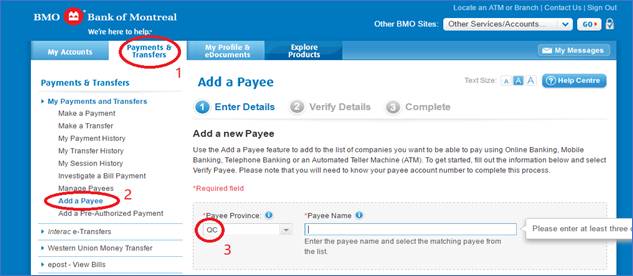 Locate an ATM or Branch | Contact Us | Sign Out
BMO Bank of Montreal
We're here to help.
Other BMO Sites: Other Services/Accounts... GO
My Accounts Payments & Transfers My Profile & eDocuments Explore Products My Messages
1
Payments & Transfers
My Payments and Transfers
Make a Payment
Make a Transfer
My Payment History
My Transfer History
My Session History
Investigate a Bill Payment
Manage Payees
Add a Payee 2
Add a Pre-Authorized Payment
Interac e-Transfers
Western Union Money Transfer
epost - View Bills
Add a Payee
Text Size: A A A Help Centre
1 Enter Details 2 Verify Details 3 Complete
Add a new Payee
Use the Add a Payee feature to add to the list of companies you want to be able to pay using Online Banking, Mobile
Banking, Telephone Banking or an Automated Teller Machine (ATM). To get started, fill out the information below and select
Verify Payee. Please note that you will need to know your payee account number to complete this process.
*Required field
*Payee Province: *Payee Name
QC
3
Please enter at least three
Enter the payee name and select the matching payee from
the list.